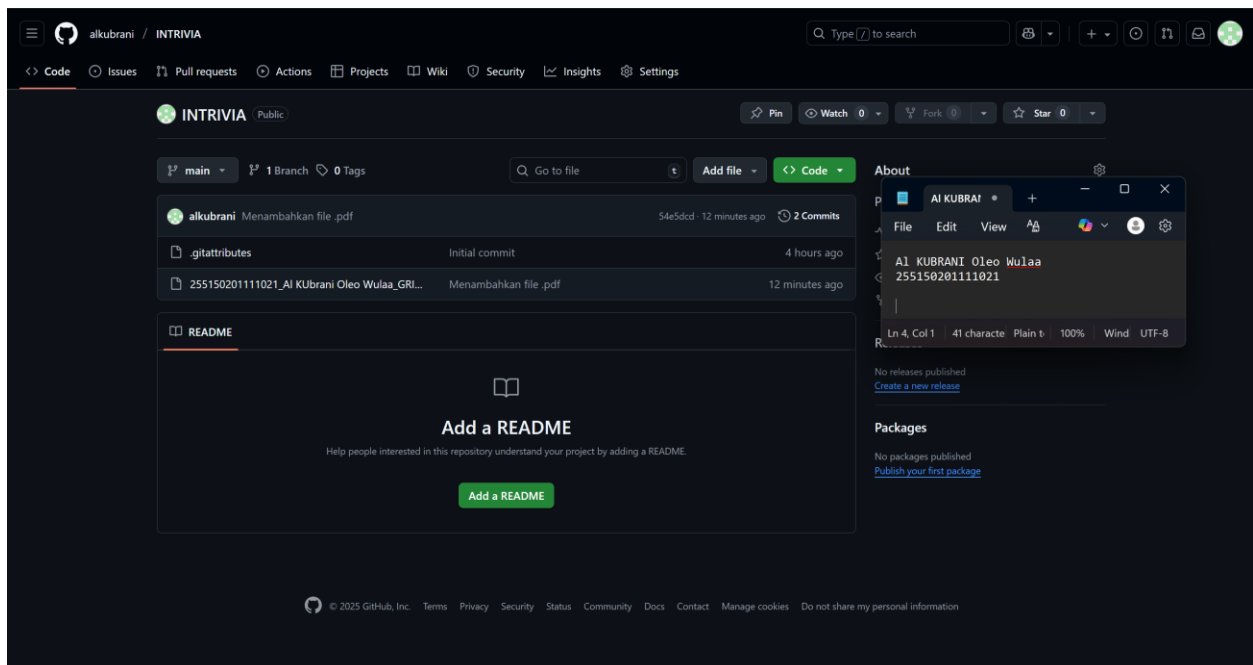 alkubrani / INTRIVIA
Type / to search
Code Issues Pull requests Actions Projects Wiki Security Insights Settings
INTRIVIA Public
Pin Watch 0 Fork 0 Star 0
main 1 Branch 0 Tags
Go to file t
Add file Code
alkubrani Menambahkan file .pdf 54e5dcd · 12 minutes ago 2 Commits
.gitattributes Initial commit 4 hours ago
255150201111021_Al KUbrani Oleo Wulaa_GRI... Menambahkan file .pdf 12 minutes ago
README
Add a README
Help people interested in this repository understand your project by adding a README.
Add a README
About
Al KUBRAI
File Edit View
Al KUBRANI Oleo Wulaa
255150201111021
Ln 4, Col 1 41 characte Plain t 100% Wind UTF-8
No releases published
Create a new release
Packages
No packages published
Publish your first package
© 2025 GitHub, Inc. Terms Privacy Security Status Community Docs Contact Manage cookies Do not share my personal information